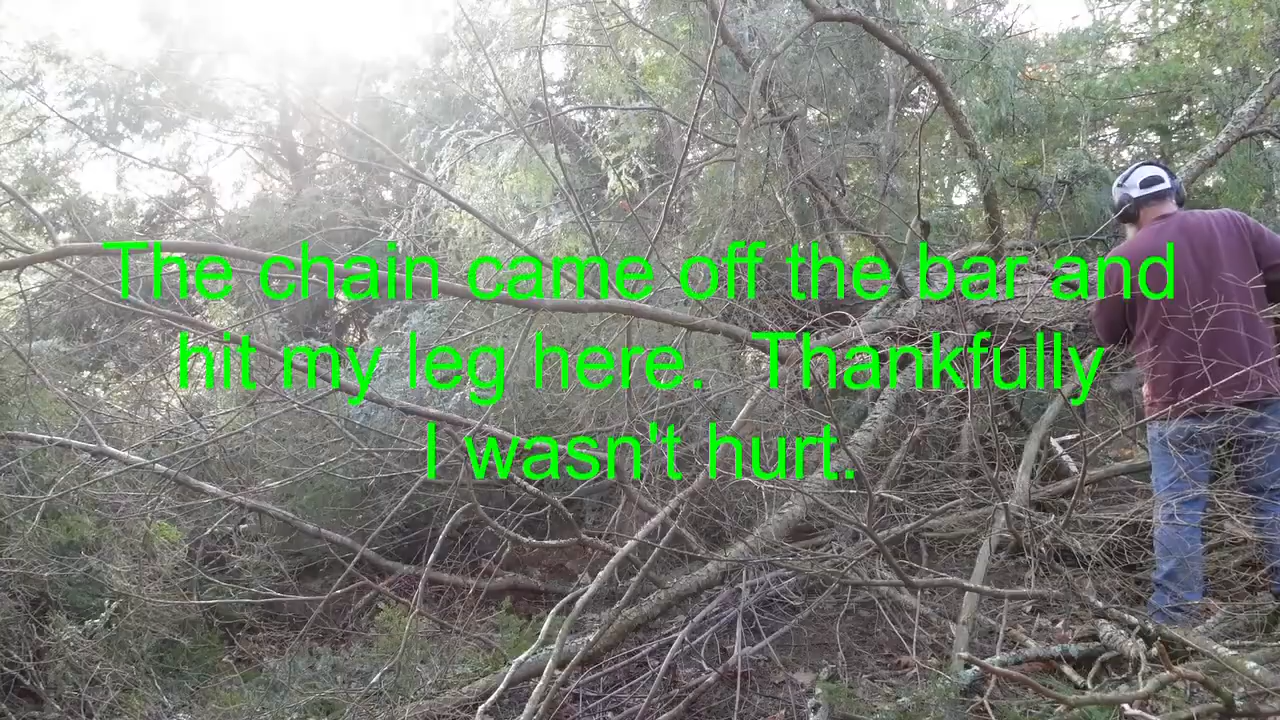 The chain came off the bar and
hit my leg here.  Thankfully
I wasn't hurt.